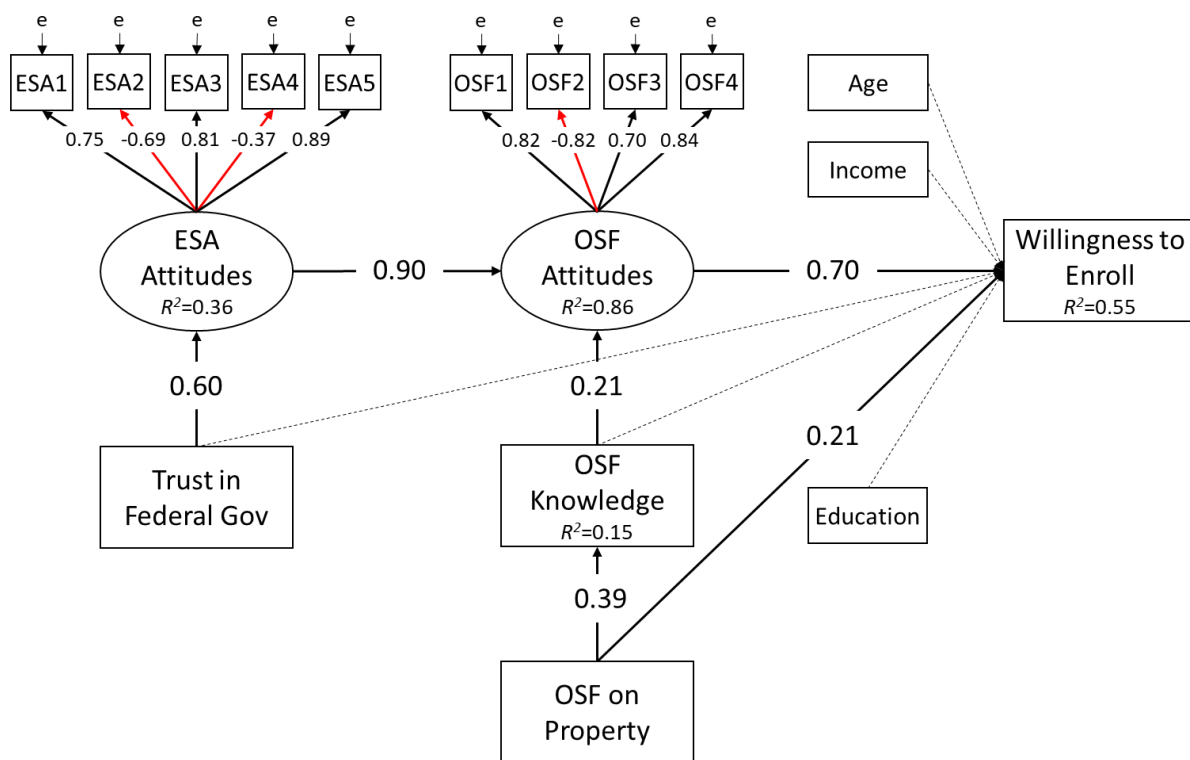 e e e e e e e e e
ESA1 ESA2 ESA3 ESA4 ESA5 OSF1 OSF2 OSF3 OSF4
Age
0.75 -0.69 0.81 -0.37 0.89 0.82 -0.82 0.70 0.84
Income
ESA
Attitudes
R²=0.36
0.90
OSF
Attitudes
R²=0.86
0.70
Willingness to
Enroll
R²=0.55
0.60
0.21
0.21
Trust in
Federal Gov
OSF
Knowledge
R²=0.15
Education
0.39
OSF on
Property